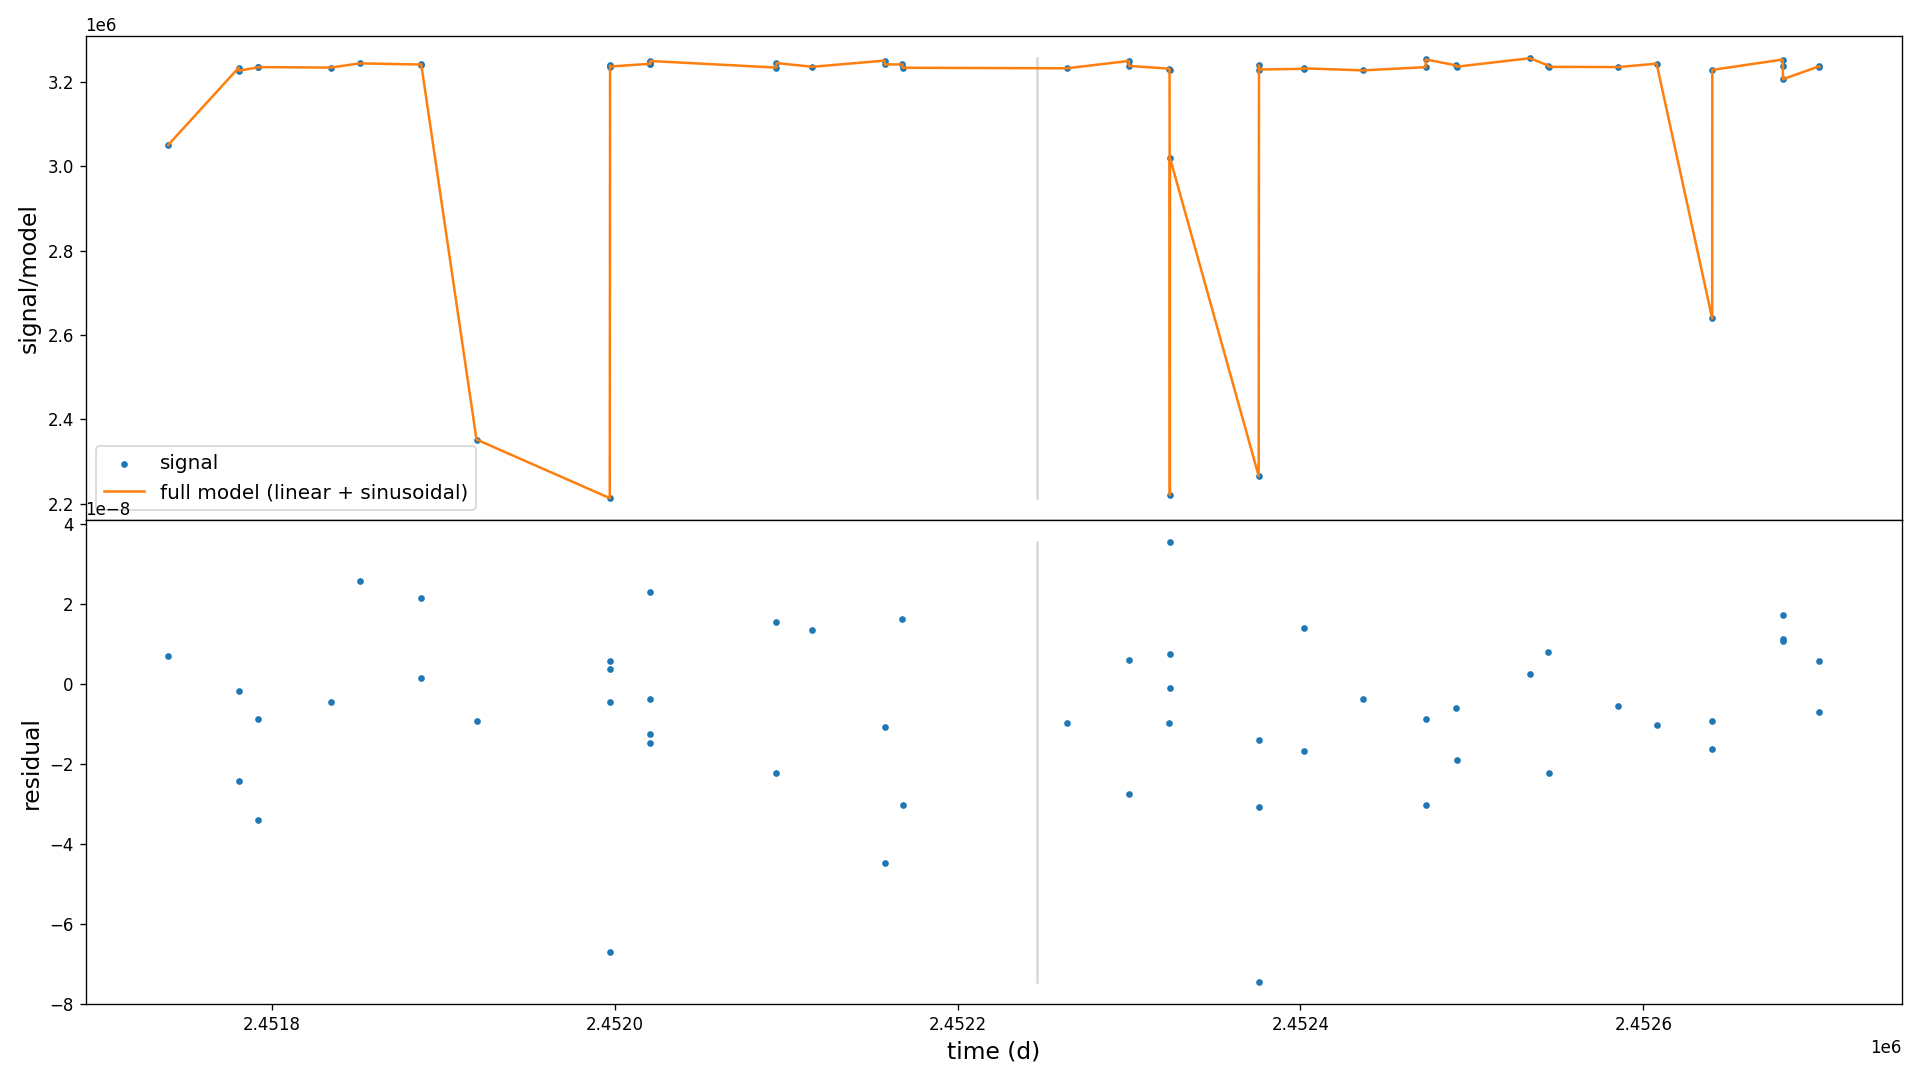 1e6
3.2
3.0
2.8
2.6
2.4
2.2
signal/model
signal
full model (linear + sinusoidal)
1e−8
4
2
0
−2
−4
−6
−8
residual
2.4518
2.4520
2.4522
2.4524
2.4526
1e6
time (d)